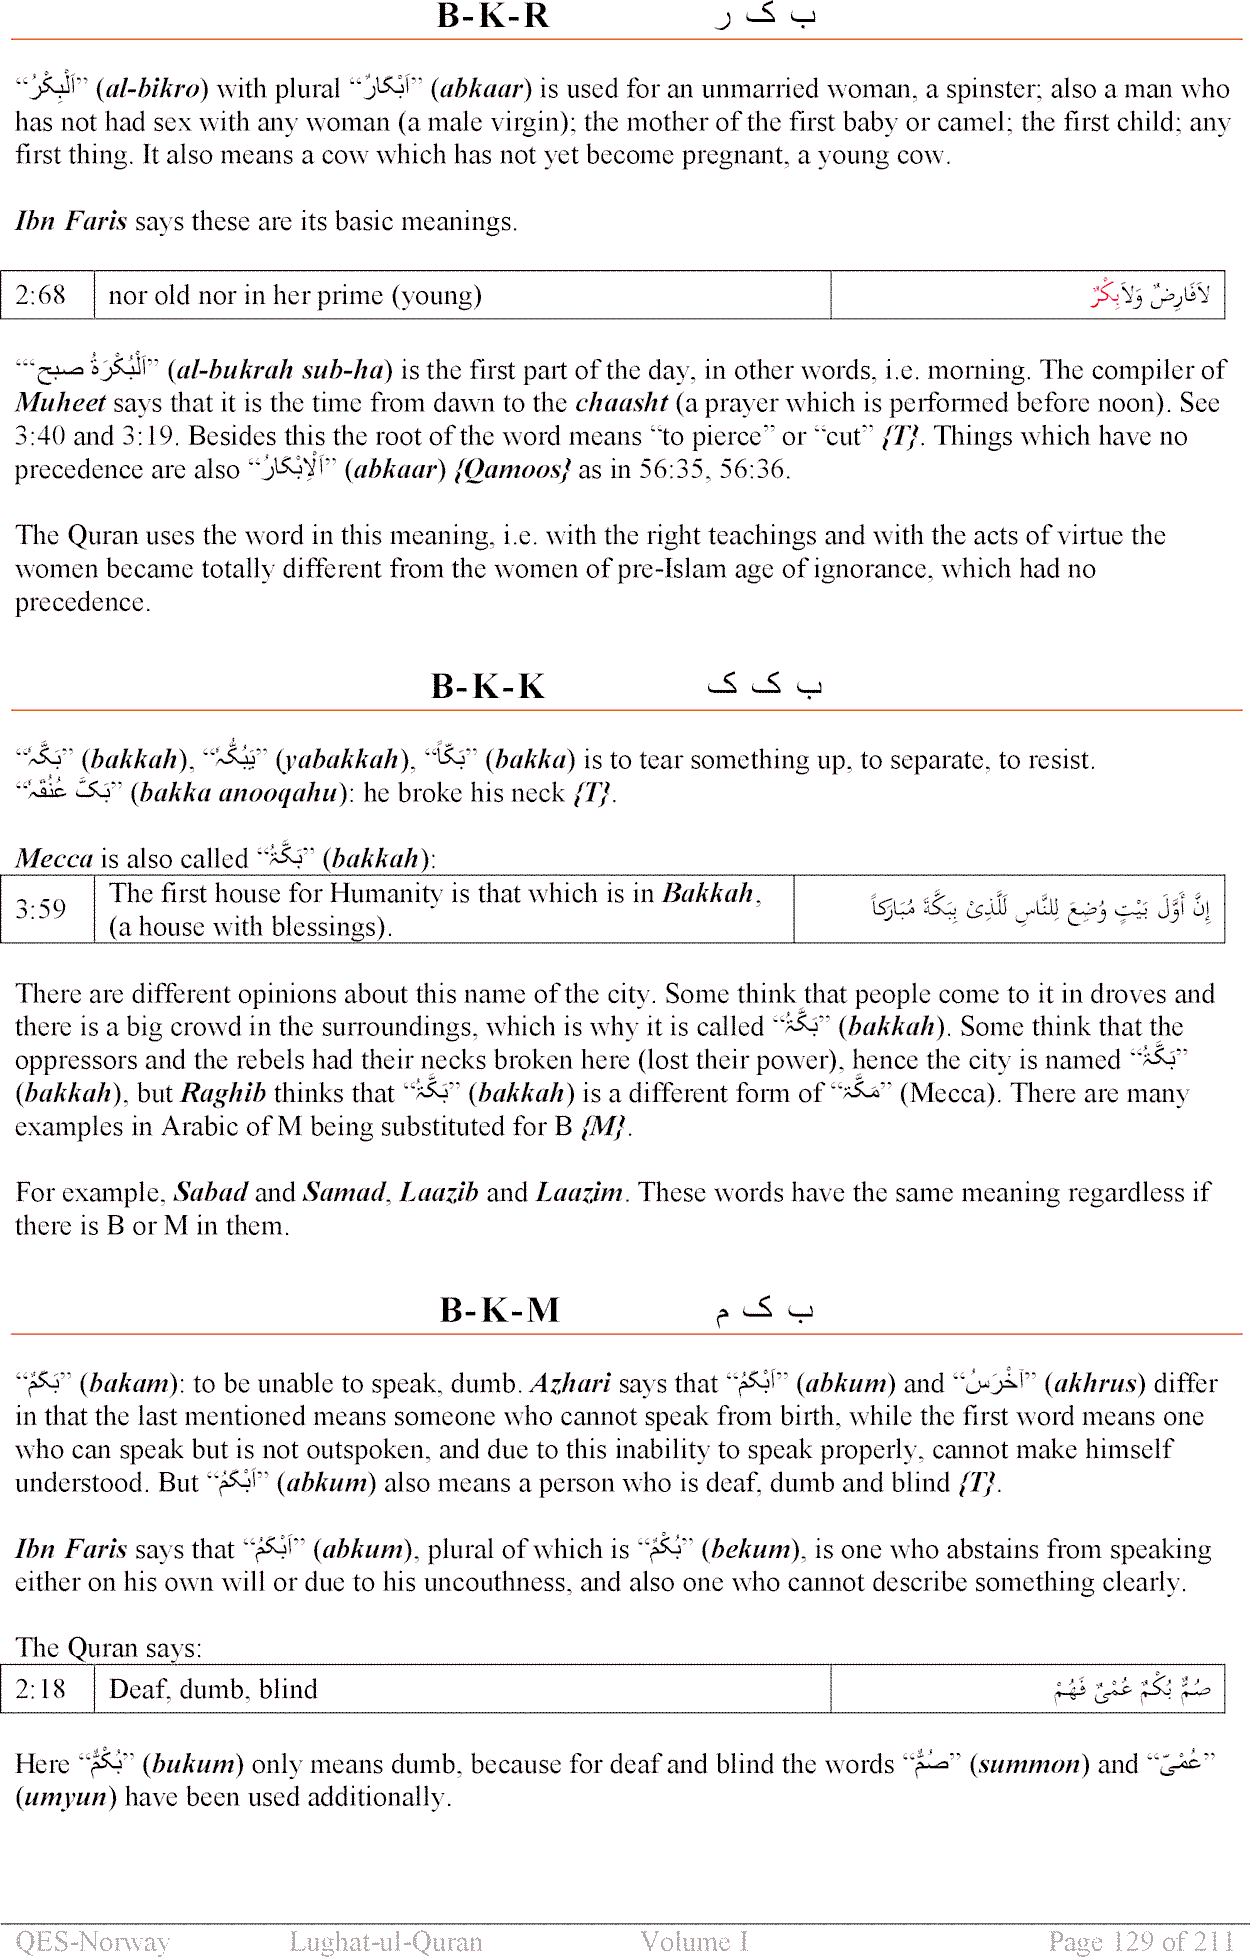 B-K-R ب ک ر
“اَلْبِكْرُ” (al-bikro) with plural “اَبْكَارٌ” (abkaar) is used for an unmarried woman, a spinster; also a man who
has not had sex with any woman (a male virgin); the mother of the first baby or camel; the first child; any
first thing. It also means a cow which has not yet become pregnant, a young cow.
Ibn Faris says these are its basic meanings.
2:68 nor old nor in her prime (young) لاَفَارِضٌ وَلاَبِكْرٌ
“‘اَلْبُكْرَةُ صبح” (al-bukrah sub-ha) is the first part of the day, in other words, i.e. morning. The compiler of
Muheet says that it is the time from dawn to the chaasht (a prayer which is performed before noon). See
3:40 and 3:19. Besides this the root of the word means “to pierce” or “cut” {T}. Things which have no
precedence are also “اَلْاِبْكَارُ” (abkaar) {Qamoos} as in 56:35, 56:36.
The Quran uses the word in this meaning, i.e. with the right teachings and with the acts of virtue the
women became totally different from the women of pre-Islam age of ignorance, which had no
precedence.
B-K-K ب ک ک
“بَكَّہٗ” (bakkah), “يَبُكُّہٗ” (yabakkah), “بَكّاً” (bakka) is to tear something up, to separate, to resist.
“بَکَّ عُنُقَہٗ” (bakka anooqahu): he broke his neck {T}.
Mecca is also called “بَكَّۃُ” (bakkah):
3:59 The first house for Humanity is that which is in Bakkah, إِنَّ أَوَّلَ بَيْتٍ وُضِعَ لِلنَّاسِ لَلَّذِىْ بِبَكَّةَ مُبَارَكاً
(a house with blessings).
There are different opinions about this name of the city. Some think that people come to it in droves and
there is a big crowd in the surroundings, which is why it is called “بَكَّۃُ” (bakkah). Some think that the
oppressors and the rebels had their necks broken here (lost their power), hence the city is named “بَكَّۃُ”
(bakkah), but Raghib thinks that “بَكَّۃُ” (bakkah) is a different form of “مَكَّۃ” (Mecca). There are many
examples in Arabic of M being substituted for B {M}.
For example, Sabad and Samad, Laazib and Laazim. These words have the same meaning regardless if
there is B or M in them.
B-K-M ب ک م
“بَكَمٌ” (bakam): to be unable to speak, dumb. Azhari says that “اَبْكَمُ” (abkum) and “اَخْرَسُ” (akhrus) differ
in that the last mentioned means someone who cannot speak from birth, while the first word means one
who can speak but is not outspoken, and due to this inability to speak properly, cannot make himself
understood. But “اَبْكَمُ” (abkum) also means a person who is deaf, dumb and blind {T}.
Ibn Faris says that “اَبْكَمُ” (abkum), plural of which is “بُكْمٌ” (bekum), is one who abstains from speaking
either on his own will or due to his uncouthness, and also one who cannot describe something clearly.
The Quran says:
2:18 Deaf, dumb, blind صُمٌّ بُكْمٌ عُمْىٌ فَهُمْ
Here “بُكْمٌ” (bukum) only means dumb, because for deaf and blind the words “صُمٌّ” (summon) and “عُمْىٌ”
(umyun) have been used additionally.
QES-Norway Lughat-ul-Quran Volume I Page 129 of 211